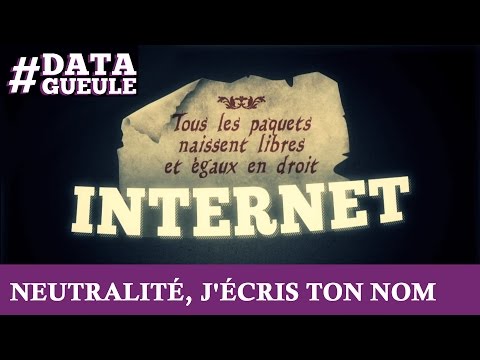 #DATA
GUEULE
Tous les paquets
naissent libres
et égaux en droit
INTERNET
NEUTRALITÉ, J'ÉCRIS TON NOM